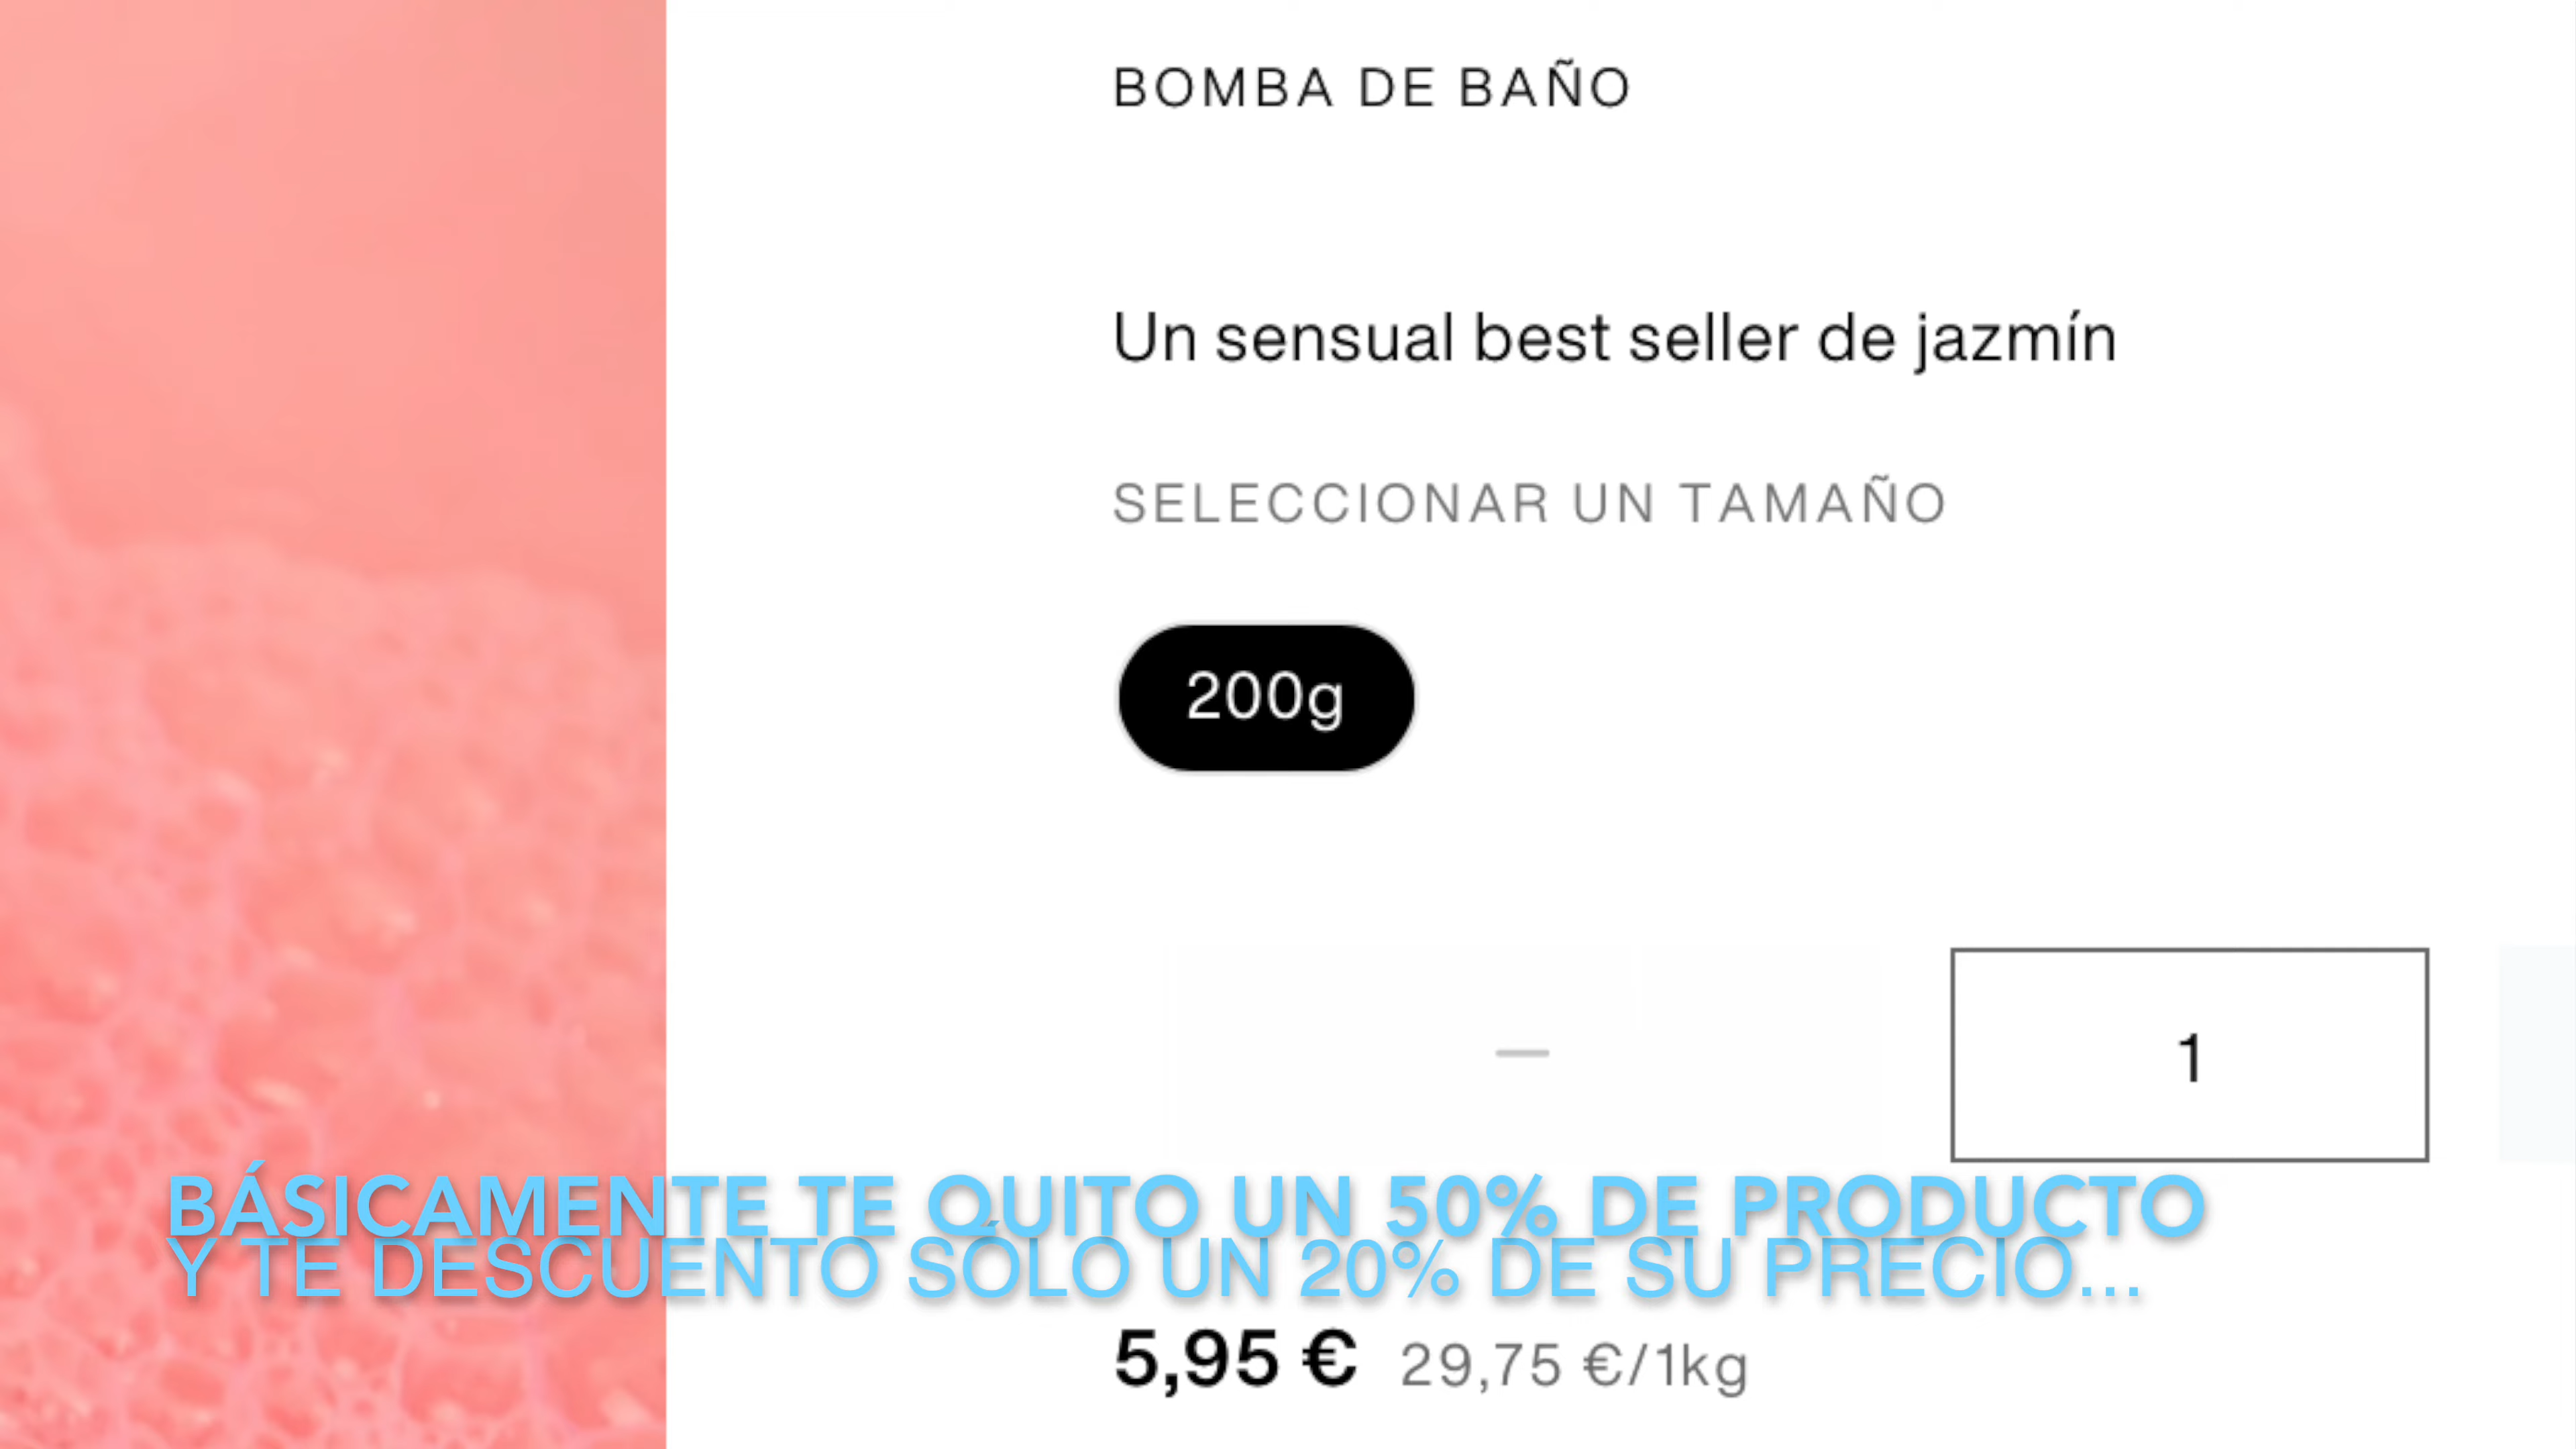 BOMBA DE BAÑO
Un sensual best seller de jazmín
SELECCIONAR UN TAMAÑO
200g
1
BÁSICAMENTE TE QUITO UN 50% DE PRODUCTO
Y TE DESCUENTO SÓLO UN 20% DE SU PRECIO...
5,95 € 29,75 €/1kg